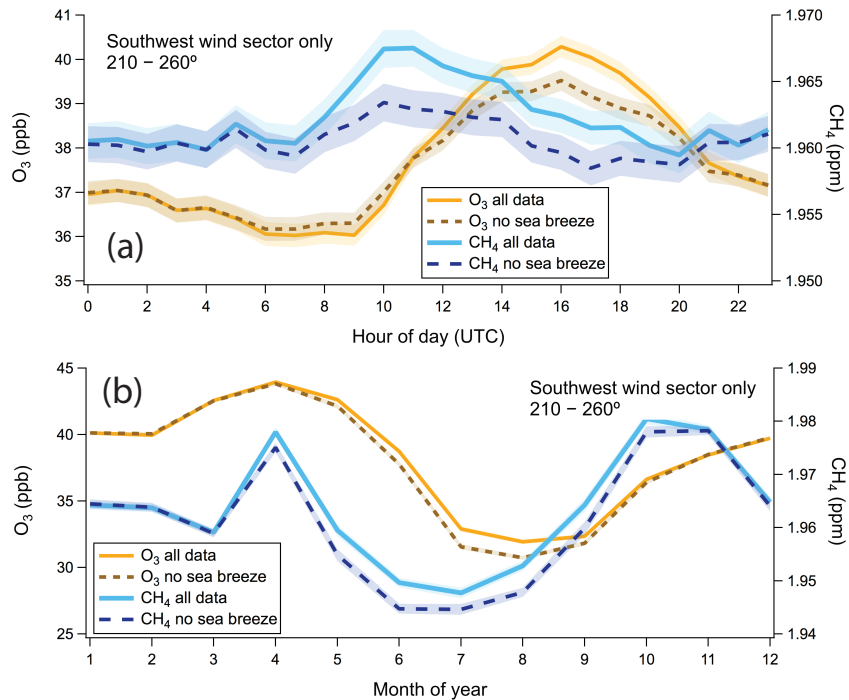 41
40
39
38
37
36
35
O3 (ppb)
Southwest wind sector only
210 – 260º
1.970
1.965
1.960
1.955
1.950
CH4 (ppm)
(a)
O3 all data
O3 no sea breeze
CH4 all data
CH4 no sea breeze
0 2 4 6 8 10 12 14 16 18 20 22
Hour of day (UTC)
45
40
35
30
25
O3 (ppb)
(b)
Southwest wind sector only
210 – 260º
1.99
1.98
1.97
1.96
1.95
1.94
CH4 (ppm)
O3 all data
O3 no sea breeze
CH4 all data
CH4 no sea breeze
1 2 3 4 5 6 7 8 9 10 11 12
Month of year